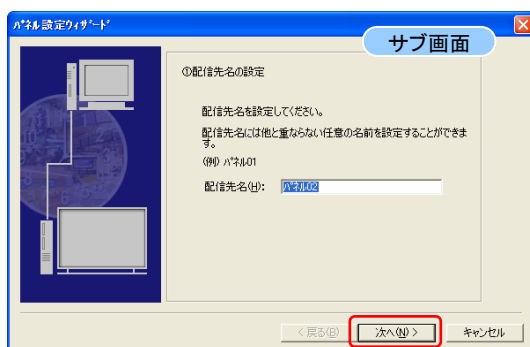 パネル設定ウィザード
サブ画面
①配信先名の設定
配信先名を設定してください。
配信先名には他と重ならない任意の名前を設定することができま
す。
(例) パネル01
配信先名(H): パネル02
< 戻る(B) 次へ(N) > キャンセル